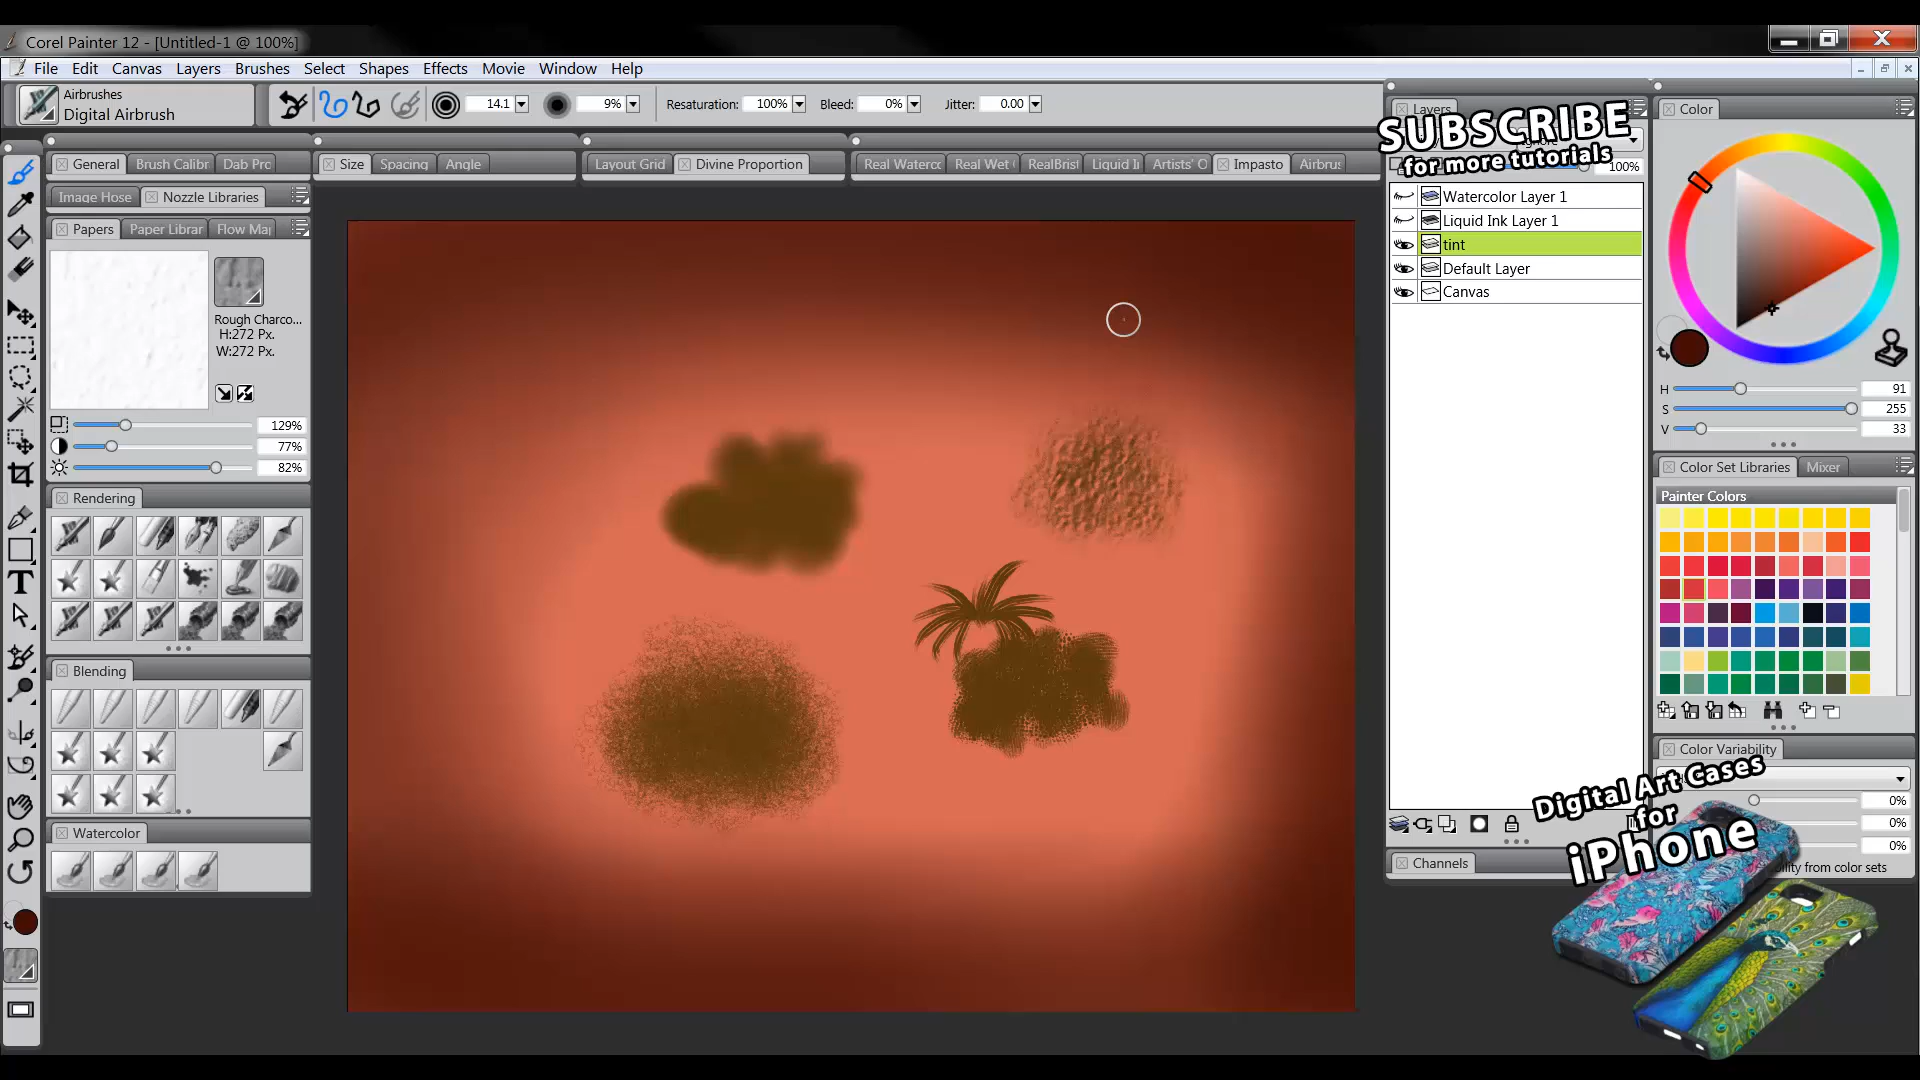 Corel Painter 12 - [Untitled-1 @ 100%]
File Edit Canvas Layers Brushes Select Shapes Effects Movie Window Help
Airbrushes
Digital Airbrush
14.1 9% Resaturation: 100% Bleed: 0% Jitter: 0.00
General Brush Calibr Dab Pro Size Spacing Angle Layout Grid Divine Proportion Real Waterco Real Wet RealBrist Liquid I Artists' O Impasto Airbrus
Image Hose Nozzle Libraries
Papers Paper Librar Flow Ma
Rough Charco...
H:272 Px.
W:272 Px.
129%
77%
82%
Rendering
Blending
Watercolor
Layers
SUBSCRIBE
for more tutorials
100%
Watercolor Layer 1
Liquid Ink Layer 1
tint
Default Layer
Canvas
Channels
Color
H 91
S 255
V 33
Color Set Libraries Mixer
Painter Colors
Color Variability
0%
0%
0%
from color sets
Digital Art Cases
for
iPhone